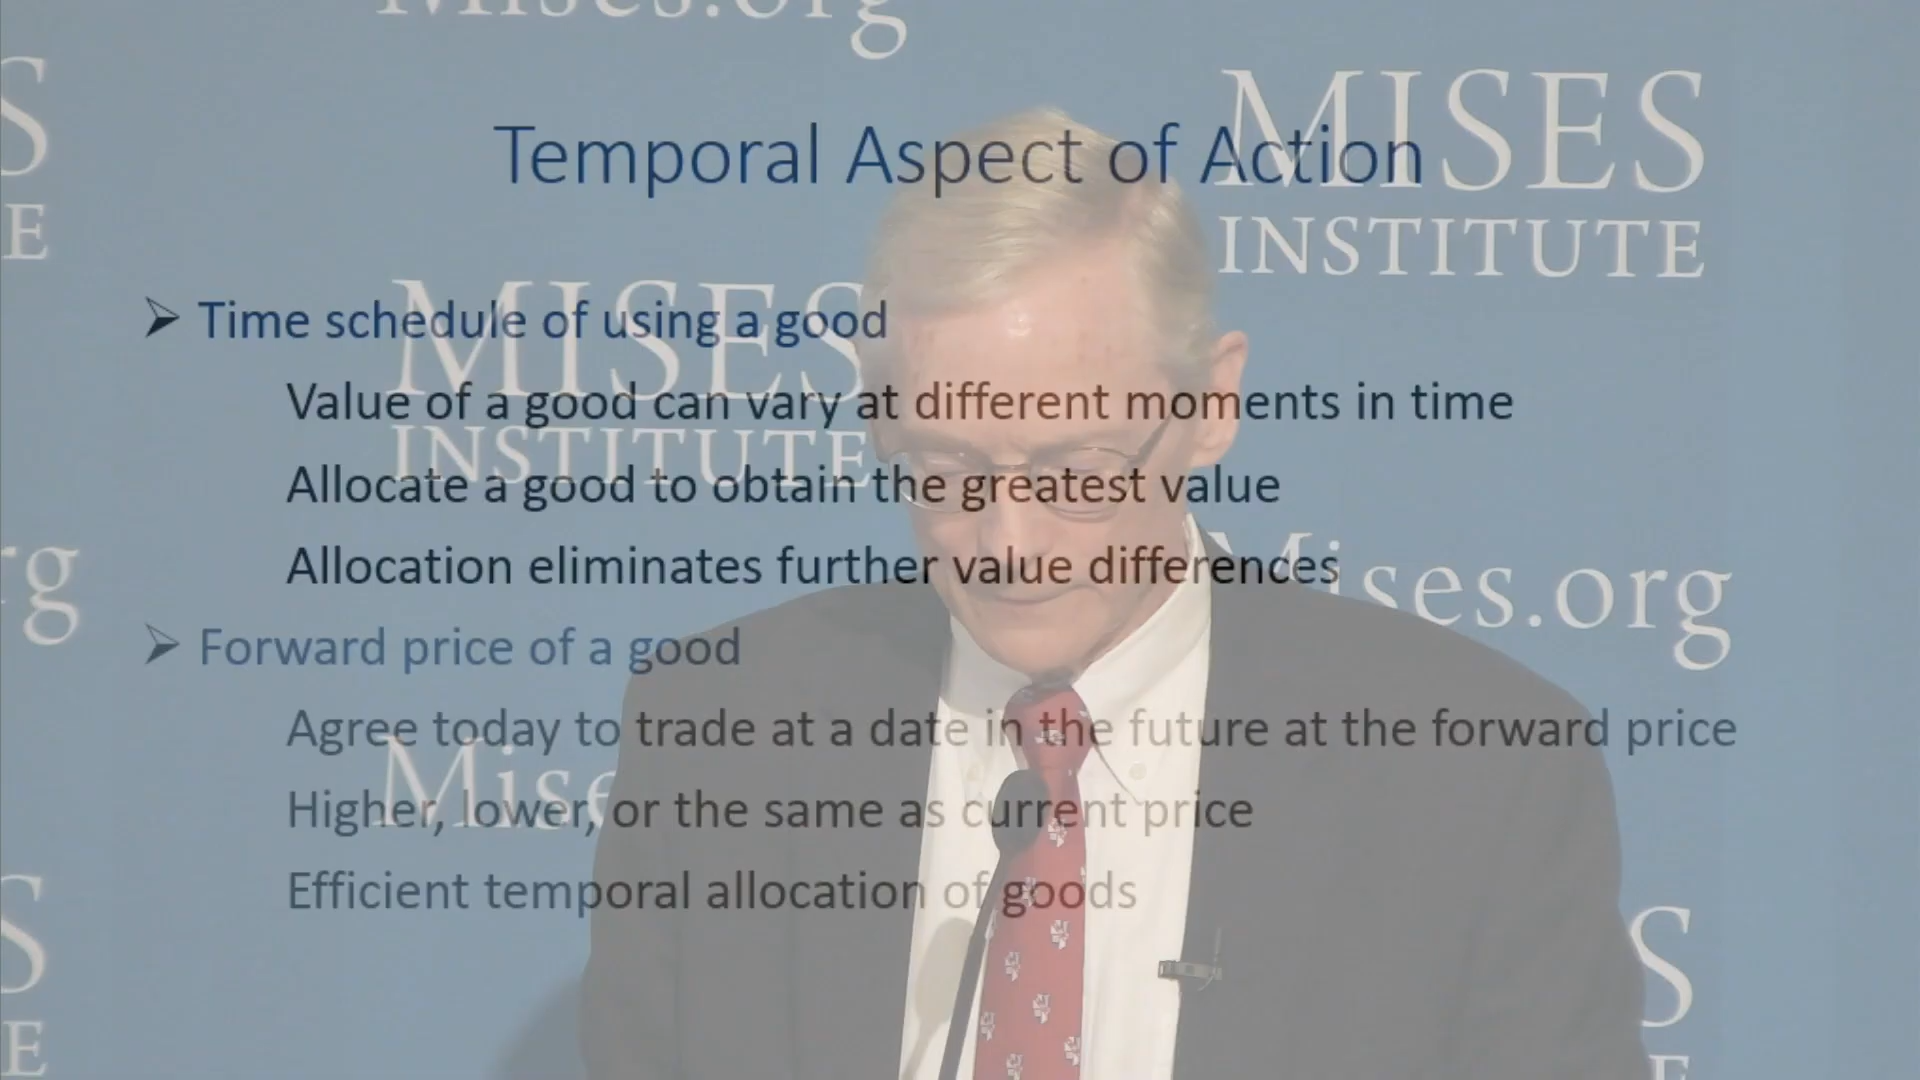 Mises.org
MISES
INSTITUTE
S
E
Temporal Aspect of Action
MISES
INSTITUTE
➢ Time schedule of using a good
Value of a good can vary at different moments in time
Allocate a good to obtain the greatest value
Allocation eliminates further value differences
rg
Mises.org
➢ Forward price of a good
Agree today to trade at a date in the future at the forward price
Mise
Higher, lower, or the same as current price
Efficient temporal allocation of goods
S
E
S
E